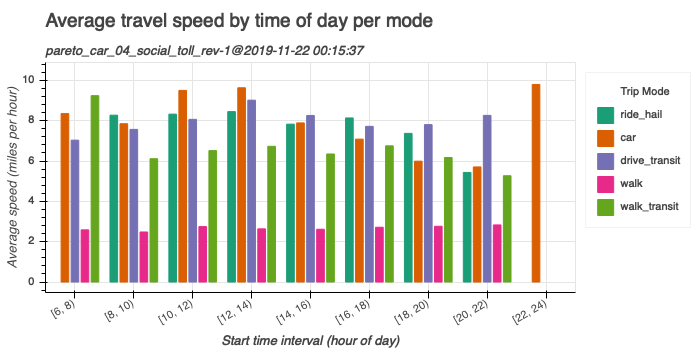 Average travel speed by time of day per mode
pareto_car_04_social_toll_rev-1@2019-11-22 00:15:37
Average speed (miles per hour)
10
8
6
4
2
0
[6, 8)
[8, 10)
[10, 12)
[12, 14)
[14, 16)
[16, 18)
[18, 20)
[20, 22)
[22, 24)
Start time interval (hour of day)
Trip Mode
ride_hail
car
drive_transit
walk
walk_transit